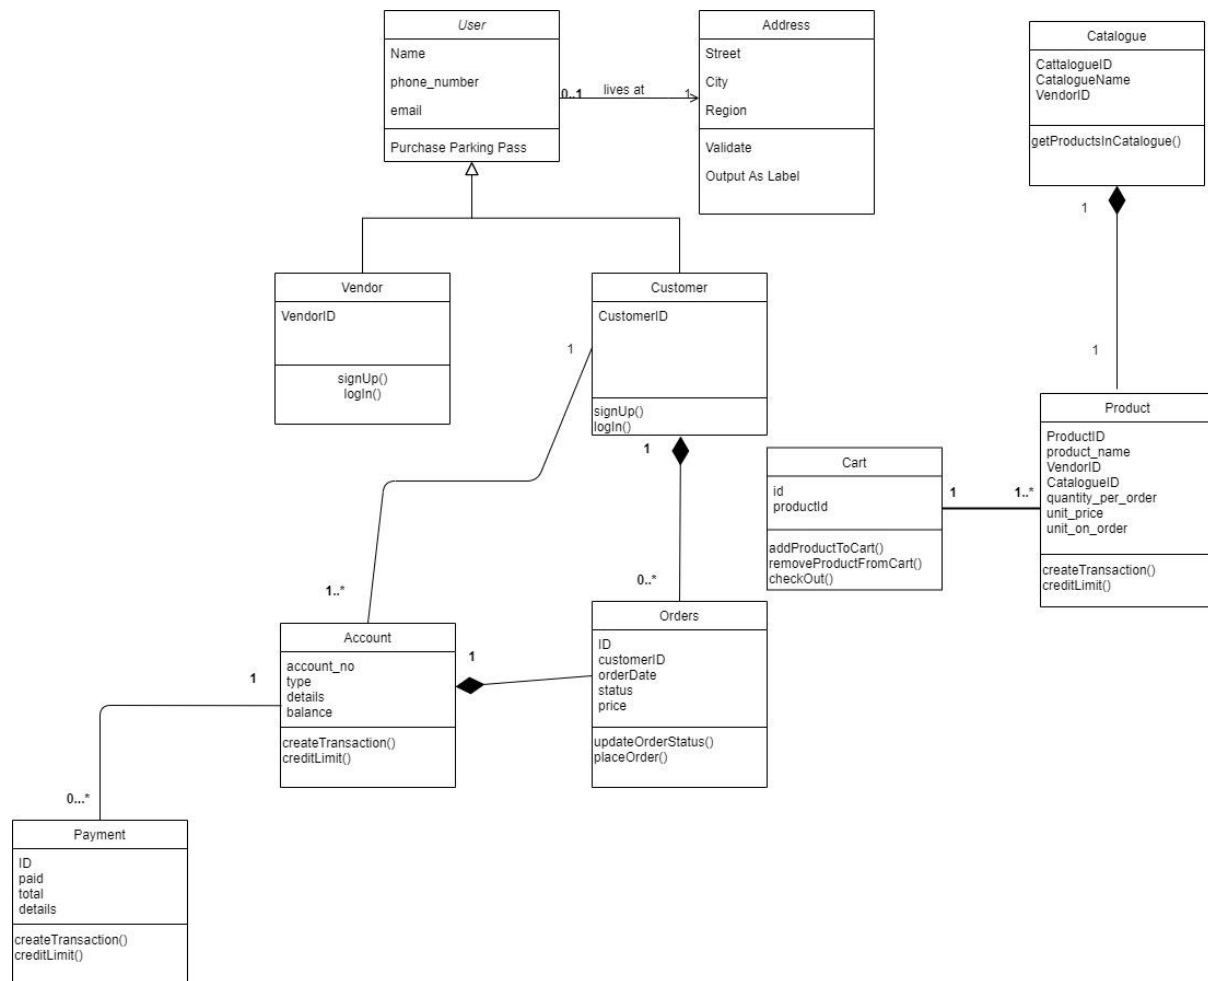 User
Name
phone_number
email
Purchase Parking Pass
0..1
lives at
1
Address
Street
City
Region
Validate
Output As Label
Catalogue
CattalogueID
CatalogueName
VendorID
getProductsInCatalogue()
1
1
Vendor
VendorID
signUp()
logIn()
Customer
CustomerID
signUp()
logIn()
1
1..*
1
0..*
Cart
id
productId
addProductToCart()
removeProductFromCart()
checkOut()
1
1..*
Product
ProductID
product_name
VendorID
CatalogueID
quantity_per_order
unit_price
unit_on_order
createTransaction()
creditLimit()
Account
account_no
type
details
balance
createTransaction()
creditLimit()
1
Orders
ID
customerID
orderDate
status
price
updateOrderStatus()
placeOrder()
1
0...*
Payment
ID
paid
total
details
createTransaction()
creditLimit()